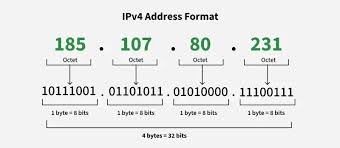 IPv4 Address Format
185 . 107 . 80 . 231
Octet Octet Octet Octet
10111001 . 01101011 . 01010000 . 11100111
1 byte = 8 bits 1 byte = 8 bits 1 byte = 8 bits 1 byte = 8 bits
4 bytes = 32 bits